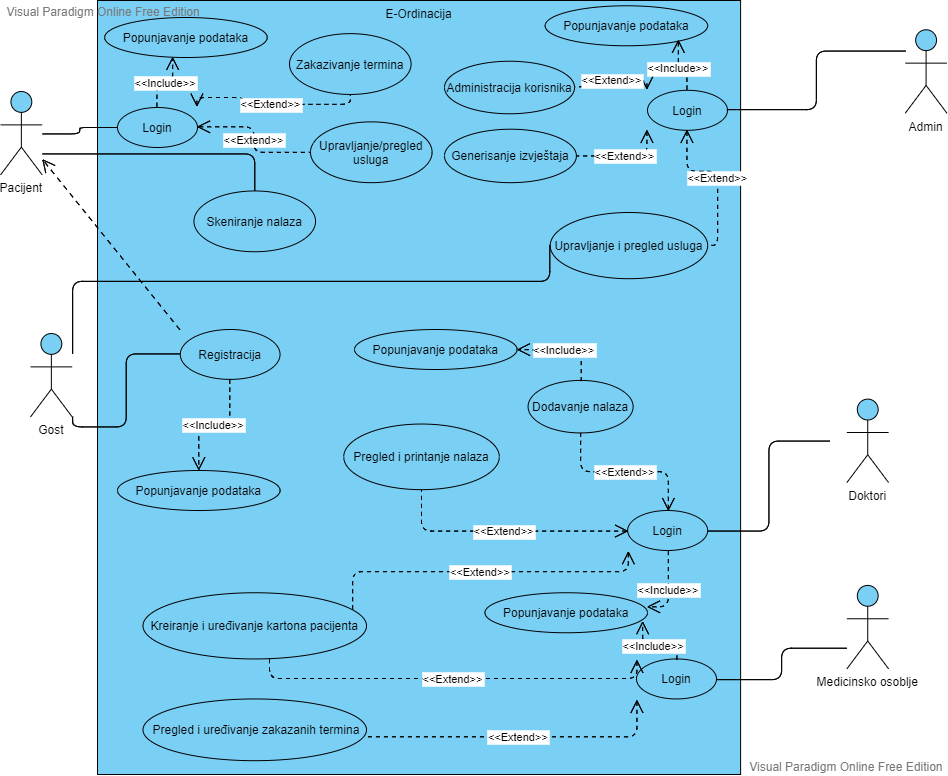 Visual Paradigm Online Free Edition
E-Ordinacija
Popunjavanje podataka
<<Include>>
Zakazivanje termina
<<Extend>>
Login
<<Extend>>
Upravljanje/pregled
usluga
Skeniranje nalaza
Pacijent
Popunjavanje podataka
<<Include>>
Administracija korisnika
<<Extend>>
Login
Generisanje izvještaja
<<Extend>>
<<Extend>>
Admin
Upravljanje i pregled usluga
Registracija
Gost
<<Include>>
Popunjavanje podataka
Popunjavanje podataka
<<Include>>
Dodavanje nalaza
Pregled i printanje nalaza
<<Extend>>
Doktori
<<Extend>>
Login
<<Extend>>
<<Include>>
Popunjavanje podataka
Kreiranje i uređivanje kartona pacijenta
<<Include>>
<<Extend>>
Login
Medicinsko osoblje
Pregled i uređivanje zakazanih termina
<<Extend>>
Visual Paradigm Online Free Edition